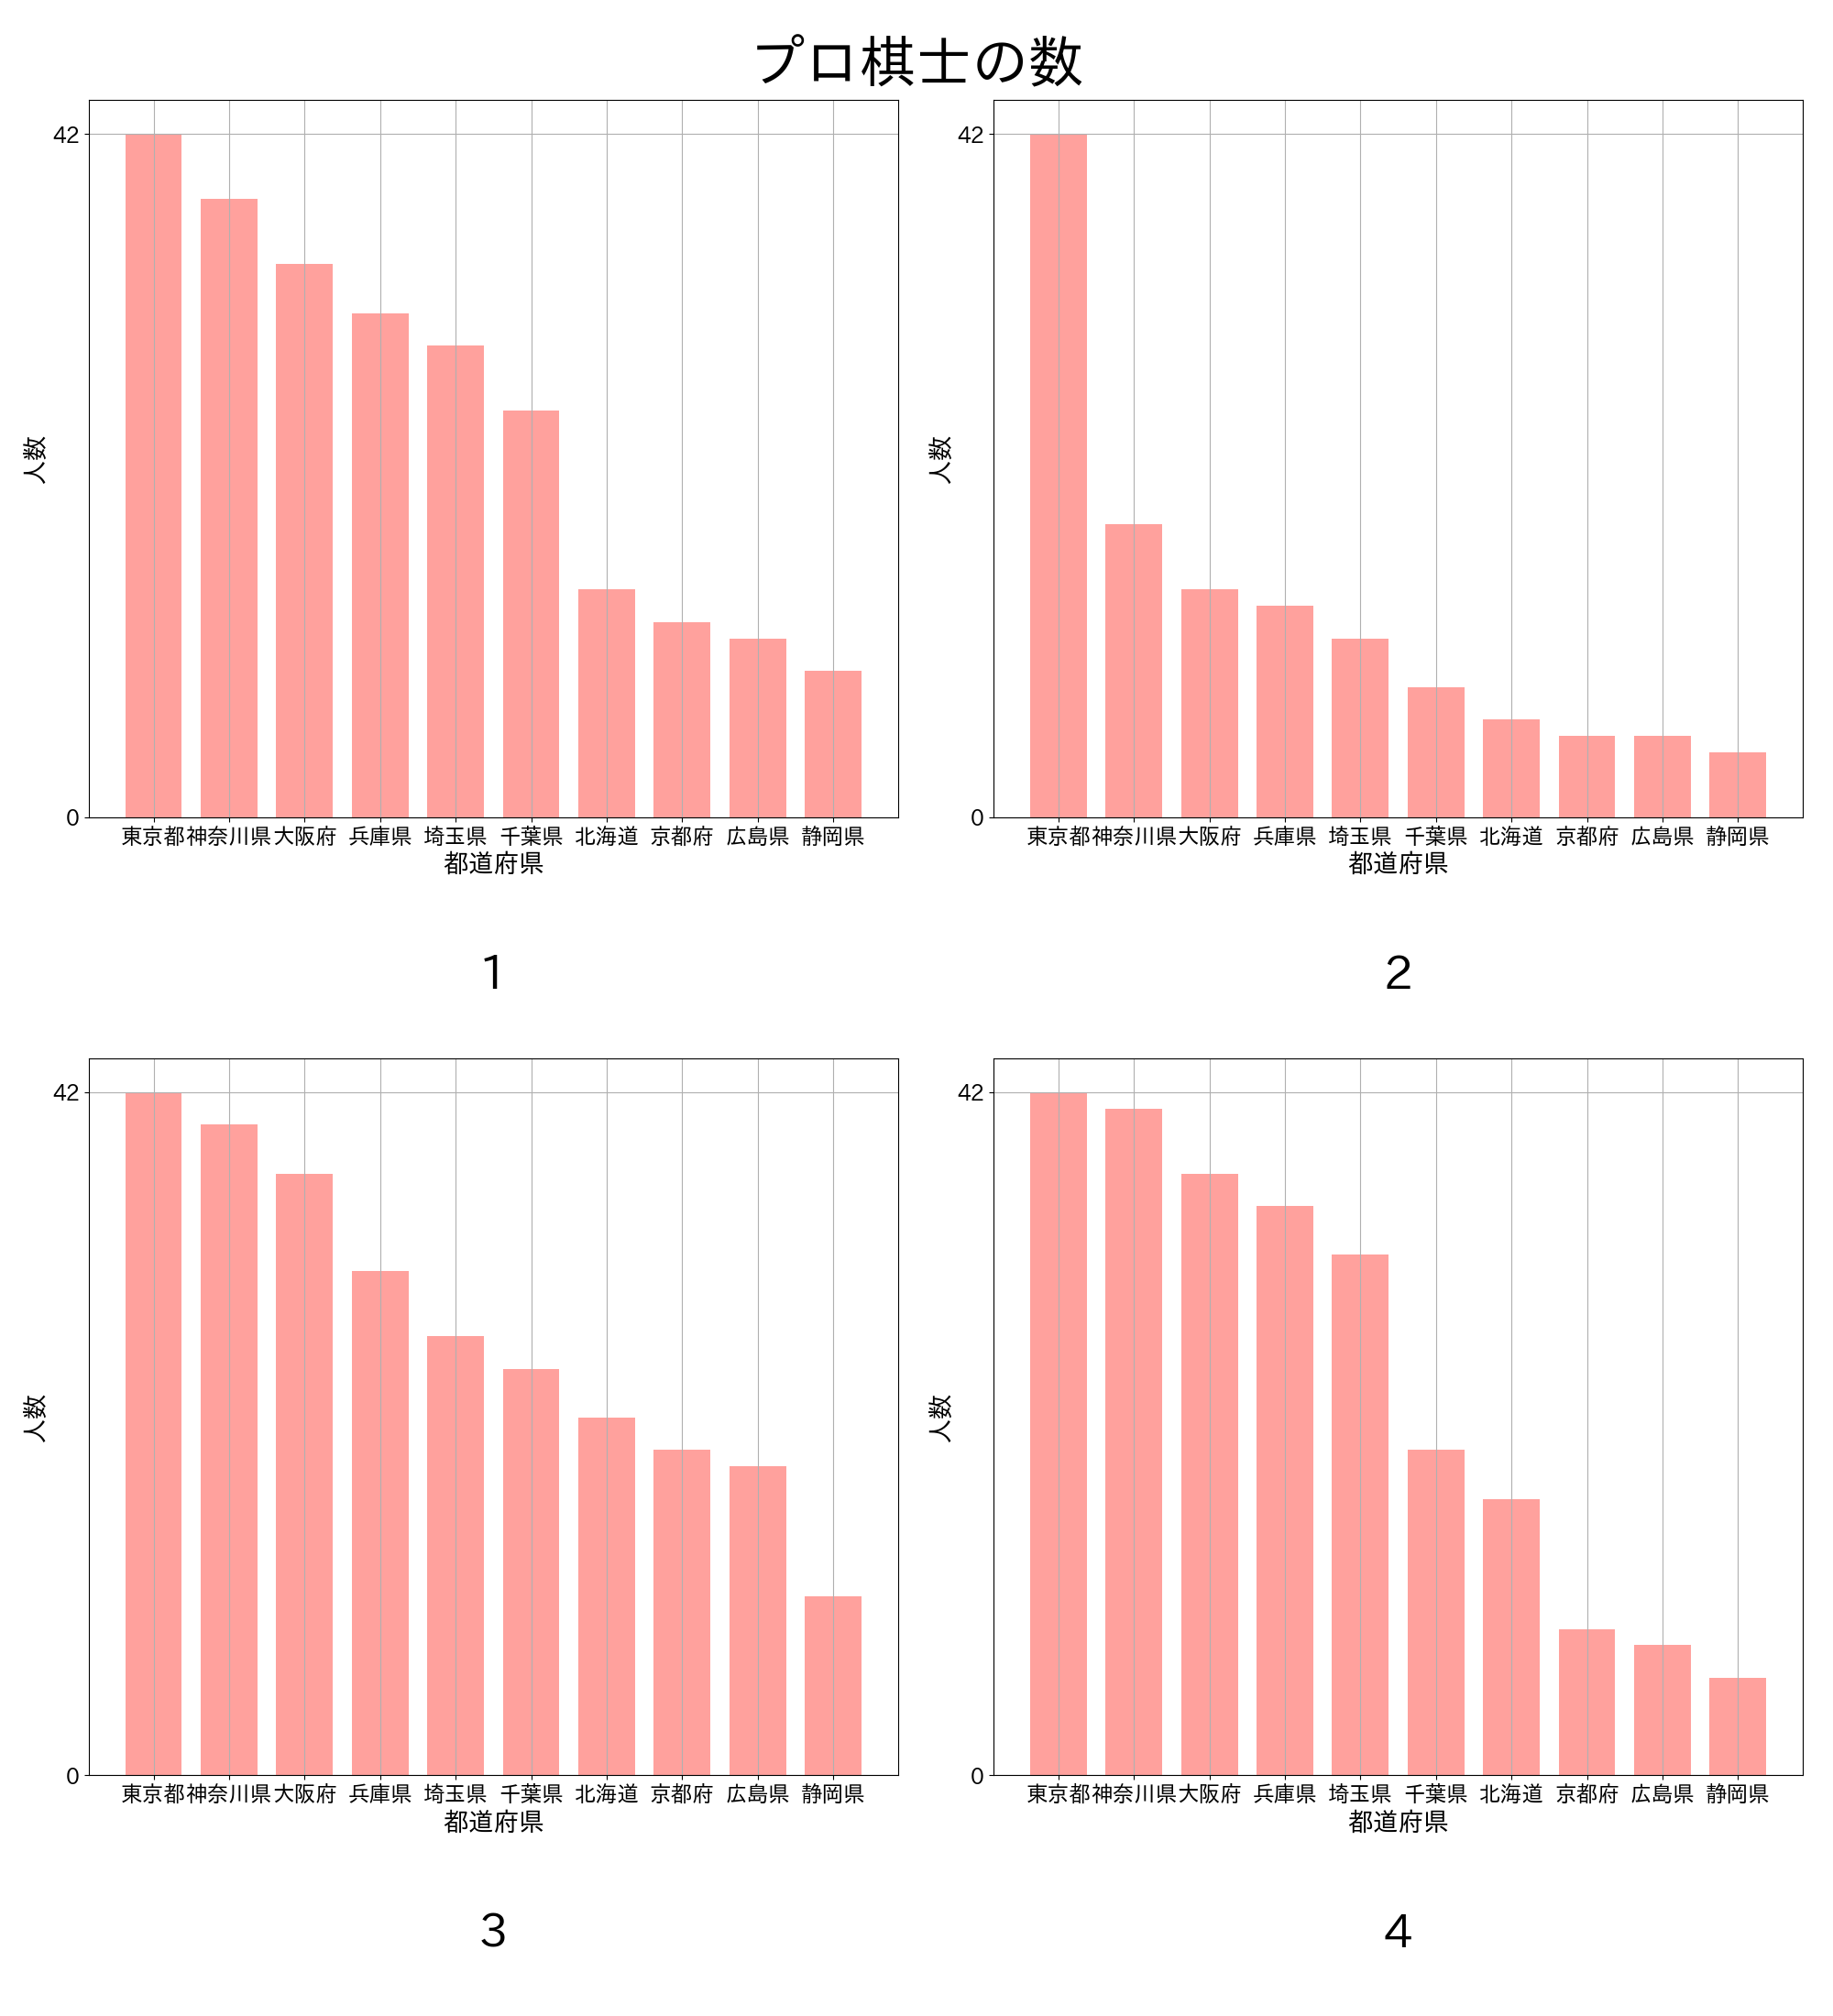 プロ棋士の数
42
0
人数
東京都 神奈川県 大阪府 兵庫県 埼玉県 千葉県 北海道 京都府 広島県 静岡県
都道府県
1
42
0
人数
東京都 神奈川県 大阪府 兵庫県 埼玉県 千葉県 北海道 京都府 広島県 静岡県
都道府県
2
42
0
人数
東京都 神奈川県 大阪府 兵庫県 埼玉県 千葉県 北海道 京都府 広島県 静岡県
都道府県
3
42
0
人数
東京都 神奈川県 大阪府 兵庫県 埼玉県 千葉県 北海道 京都府 広島県 静岡県
都道府県
4